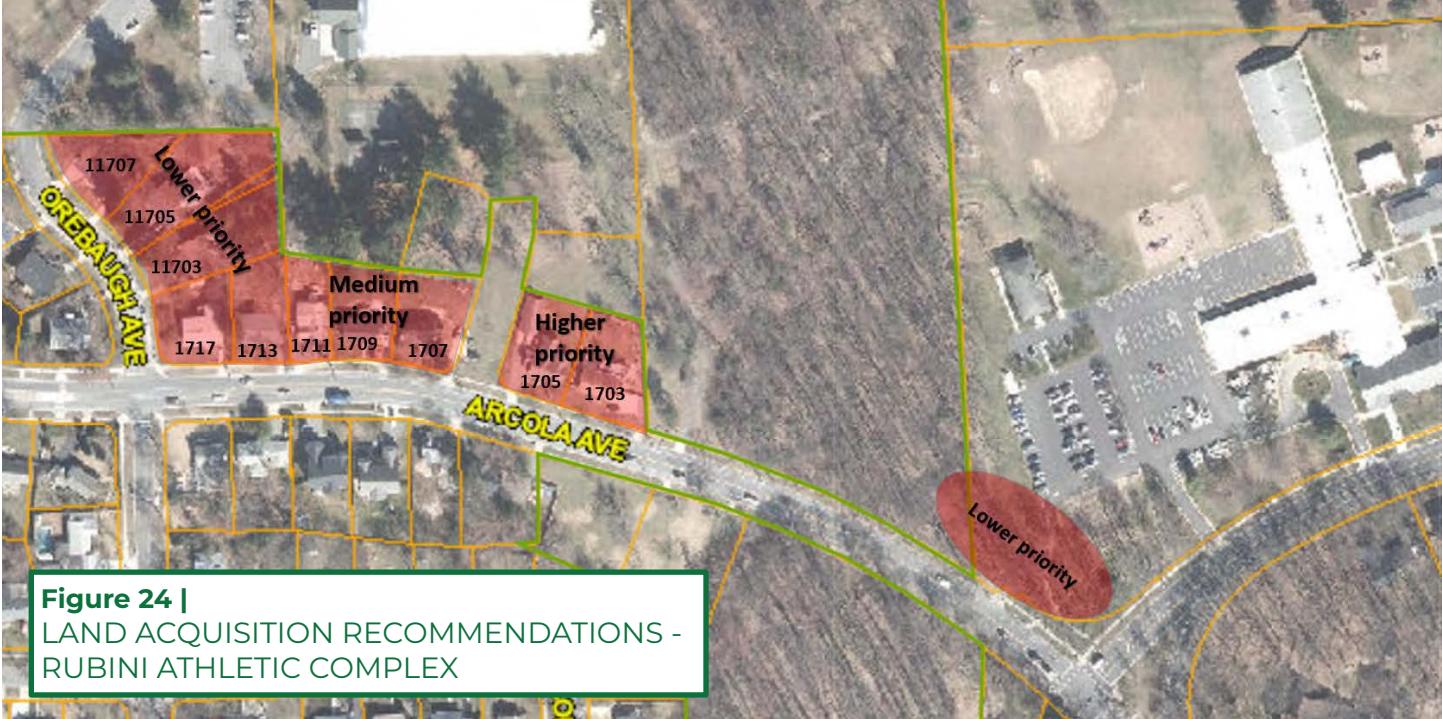 11707
Lower priority
11705
11703
OREBAUGH AVE
1717
1713
1711
Medium
priority
1709
1707
Higher
priority
1705
1703
ARCOLA AVE
Lower priority
Figure 24 |
LAND ACQUISITION RECOMMENDATIONS -
RUBINI ATHLETIC COMPLEX